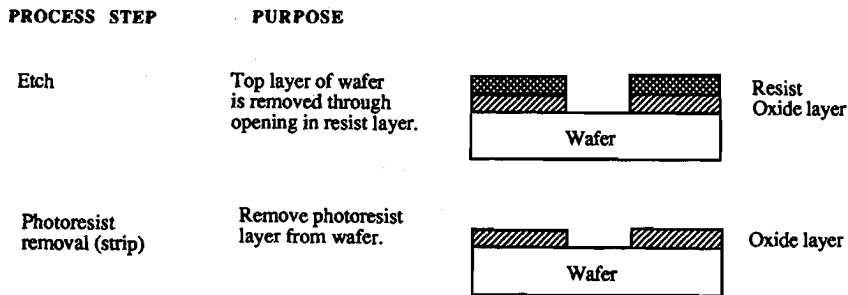 PROCESS STEP PURPOSE
Etch
Top layer of wafer
is removed through
opening in resist layer.
Resist
Oxide layer
Wafer
Photoresist
removal (strip)
Remove photoresist
layer from wafer.
Oxide layer
Wafer